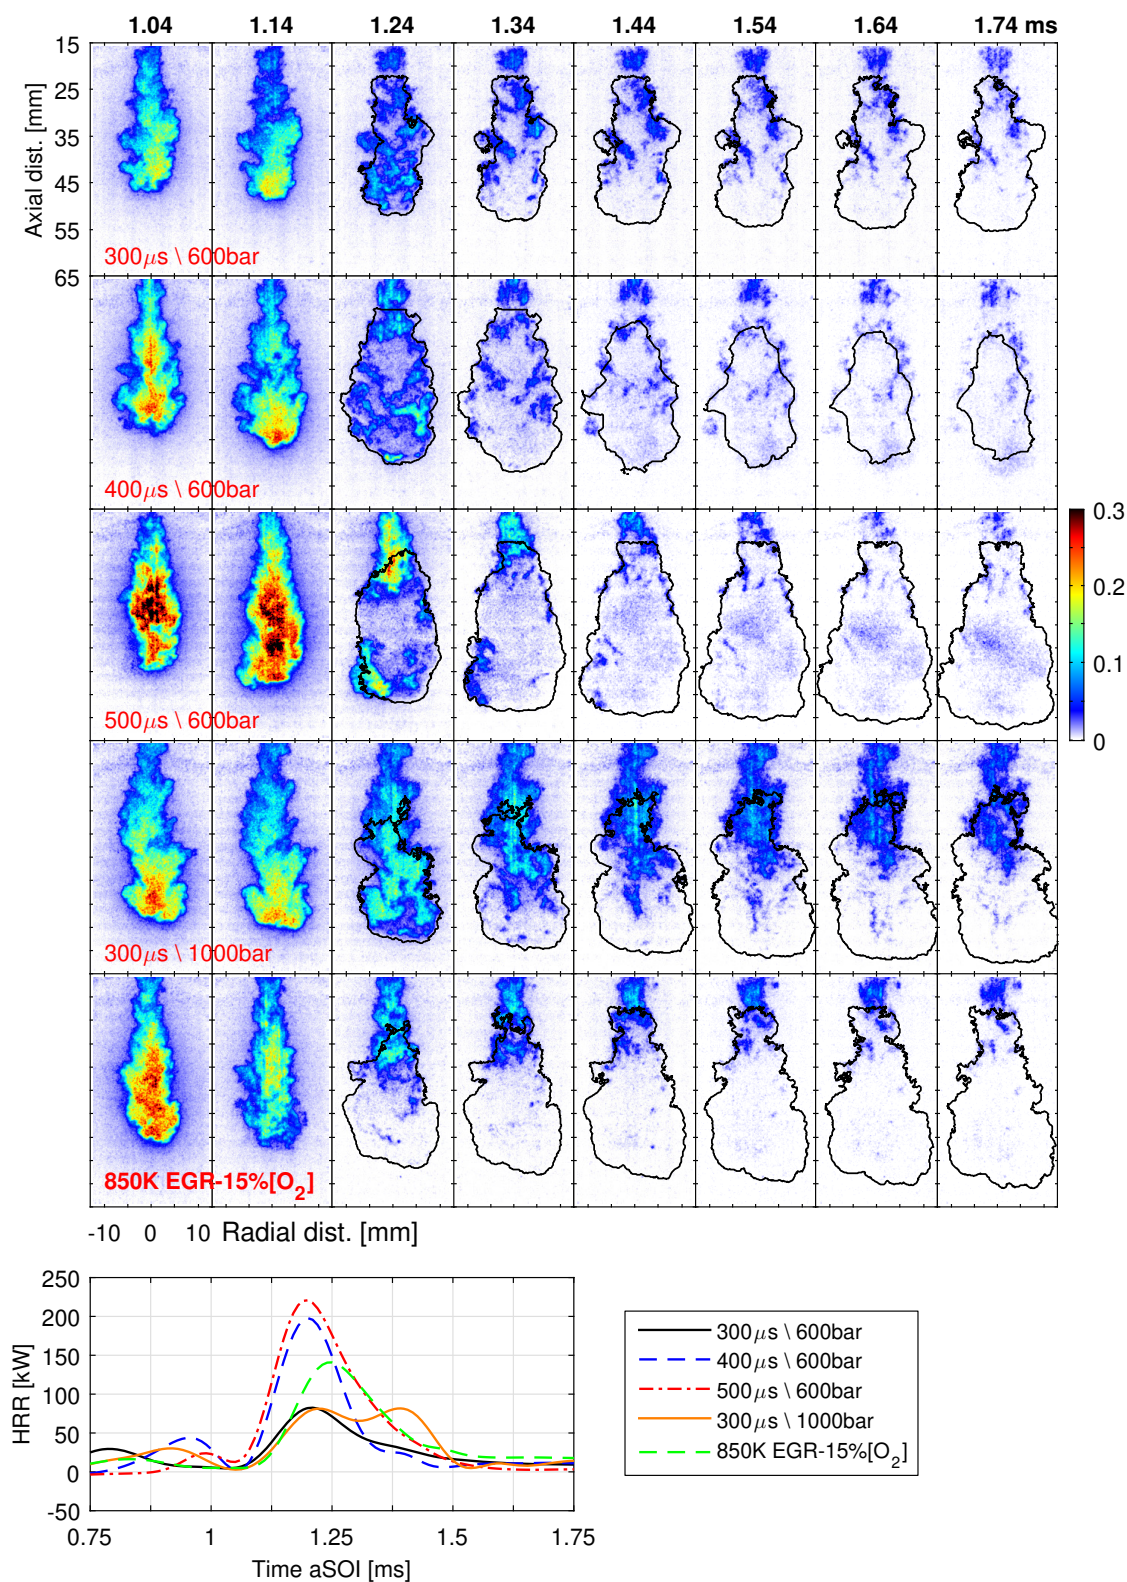 1.04 1.14 1.24 1.34 1.44 1.54 1.64 1.74 ms
15
25
35
45
55
65
Axial dist. [mm]
300μs \ 600bar
400μs \ 600bar
500μs \ 600bar
0.3
0.2
0.1
0
300μs \ 1000bar
850K EGR-15%[O₂]
-10 0 10 Radial dist. [mm]
250
200
150
100
50
0
-50
HRR [kW]
0.75 1 1.25 1.5 1.75
Time aSOI [ms]
300μs \ 600bar
400μs \ 600bar
500μs \ 600bar
300μs \ 1000bar
850K EGR-15%[O₂]